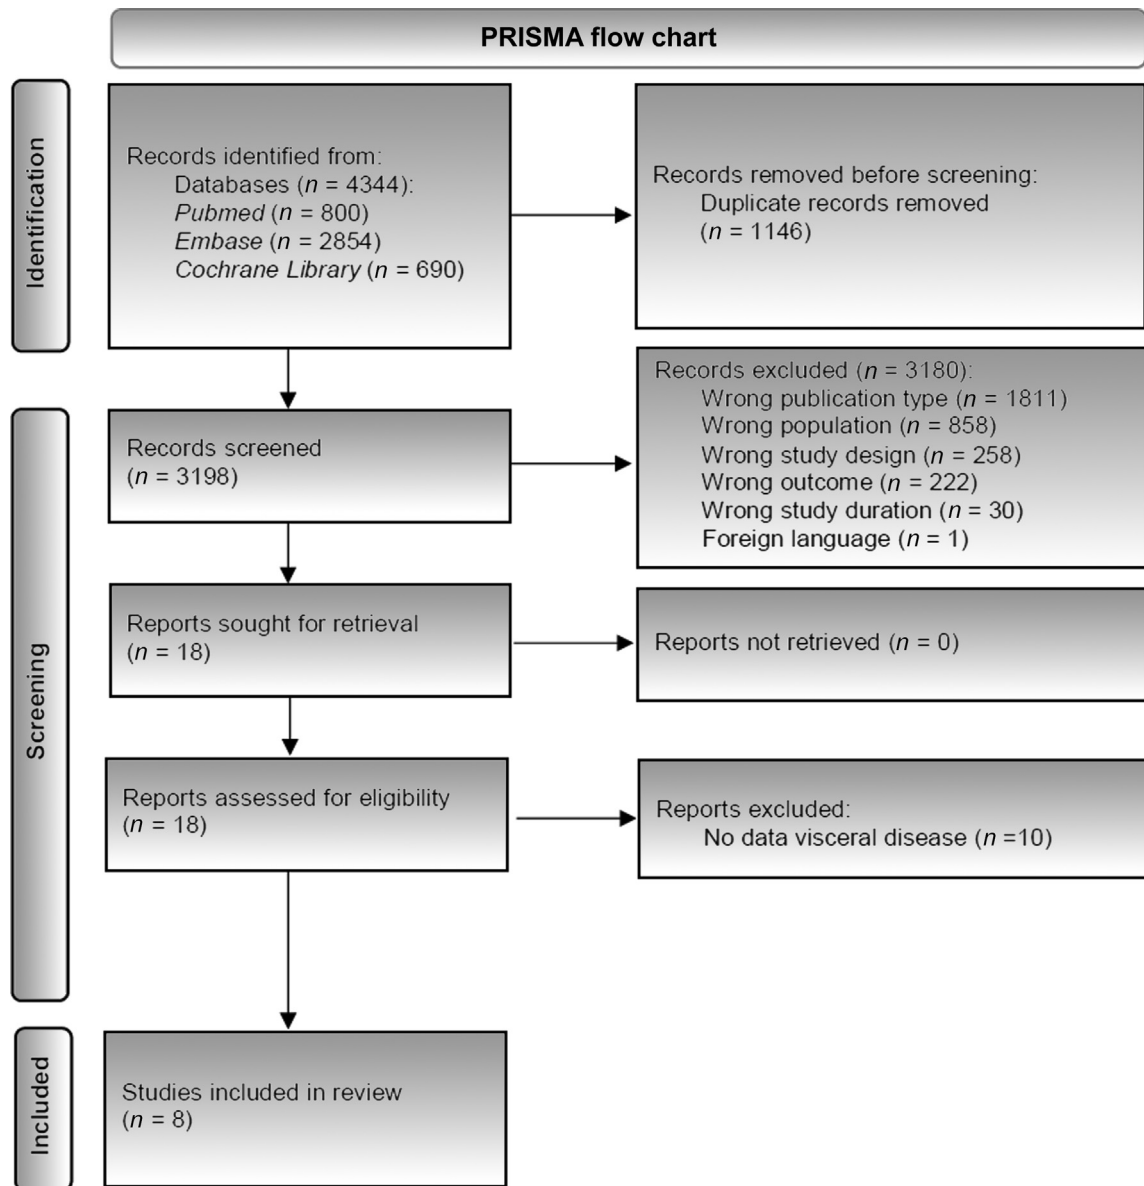 PRISMA flow chart
Identification
Records identified from:
Databases (n = 4344):
Pubmed (n = 800)
Embase (n = 2854)
Cochrane Library (n = 690)
Records removed before screening:
Duplicate records removed
(n = 1146)
Screening
Records screened
(n = 3198)
Records excluded (n = 3180):
Wrong publication type (n = 1811)
Wrong population (n = 858)
Wrong study design (n = 258)
Wrong outcome (n = 222)
Wrong study duration (n = 30)
Foreign language (n = 1)
Reports sought for retrieval
(n = 18)
Reports not retrieved (n = 0)
Reports assessed for eligibility
(n = 18)
Reports excluded:
No data visceral disease (n =10)
Included
Studies included in review
(n = 8)